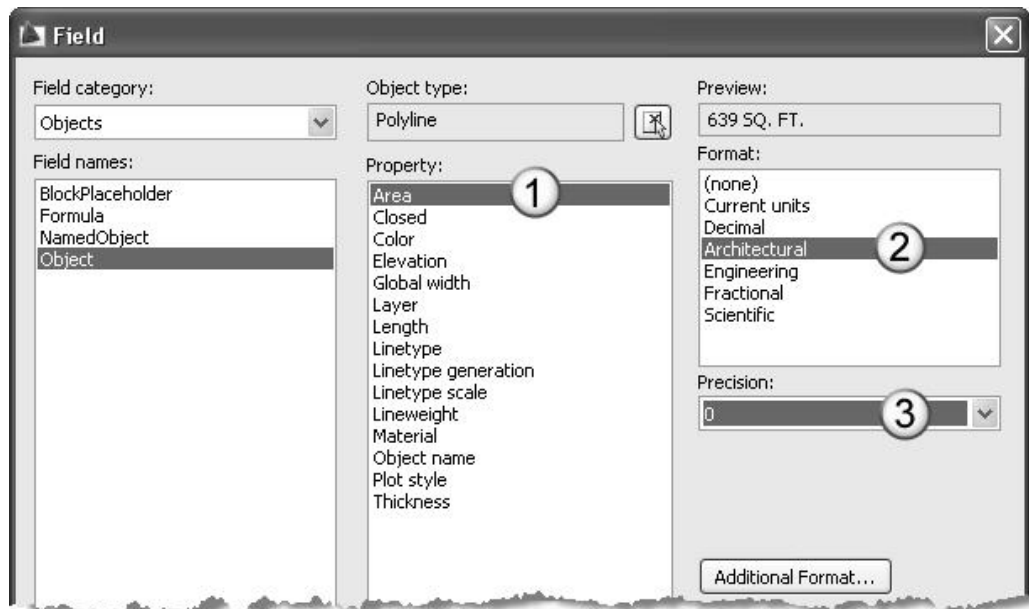 Field
Field category:
Objects
Field names:
BlockPlaceholder
Formula
NamedObject
Object
Object type:
Polyline
Property:
Area
Closed
Color
Elevation
Global width
Layer
Length
Linetype
Linetype generation
Linetype scale
Lineweight
Material
Object name
Plot style
Thickness
1
Preview:
639 SQ. FT.
Format:
(none)
Current units
Decimal
Architectural
Engineering
Fractional
Scientific
2
Precision:
0
3
Additional Format...